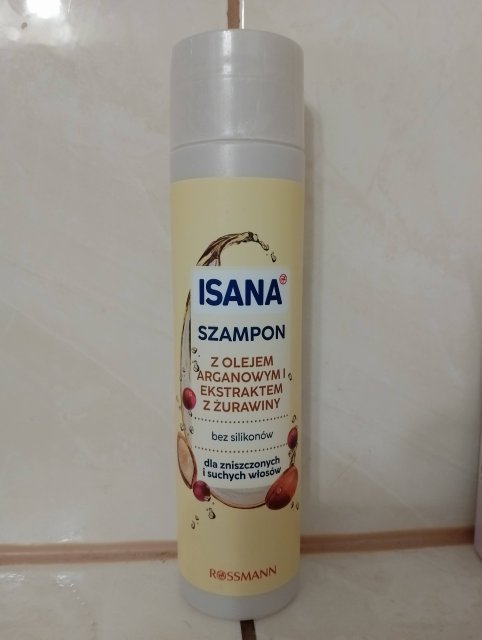 ISANA
SZAMPON
Z OLEJEM
ARGANOWYM I
EKSTRAKTEM
Z ŻURAWINY
bez silikonów
dla zniszczonych
i suchych włosów
ROSSMANN